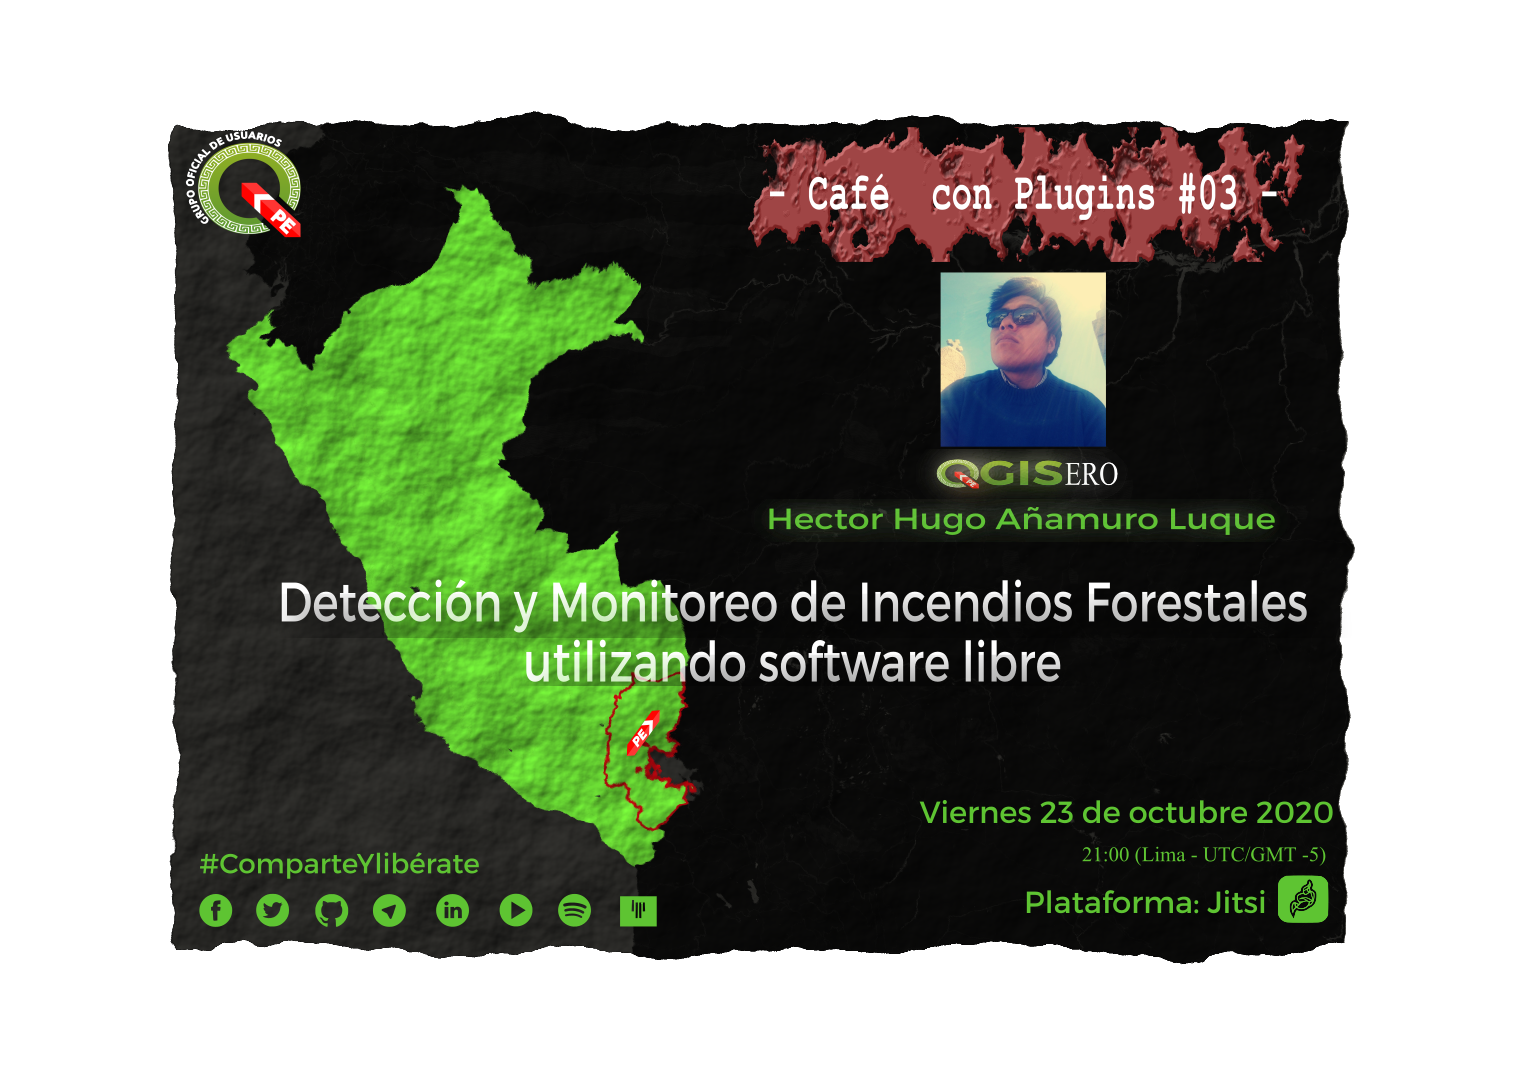 GRUPO OFICIAL DE USUARIOS
PE
- Café con Plugins #03 -
QGISERO
PE
Hector Hugo Añamuro Luque
Detección y Monitoreo de Incendios Forestales
utilizando software libre
PE
Viernes 23 de octubre 2020
21:00 (Lima - UTC/GMT -5)
Plataforma: Jitsi
#ComparteYlibérate